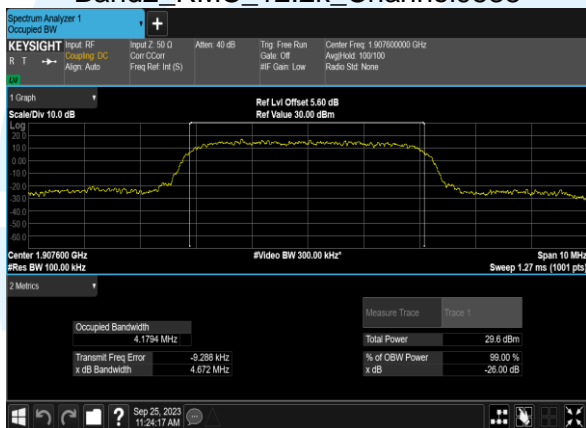 Band2_RMC_12.2k_Channel:9538
Spectrum Analyzer 1
Occupied BW
KEYSIGHT
R T
Input: RF
Coupling: DC
Align: Auto
Input Z: 50 Ω
Corr CCorr
Freq Ref: Int (S)
Atten: 40 dB
Trig: Free Run
Gate: Off
#IF Gain: Low
Center Freq: 1.907600000 GHz
Avg|Hold: 100/100
Radio Std: None
1 Graph
Scale/Div 10.0 dB
Ref Lvl Offset 5.60 dB
Ref Value 30.00 dBm
Log
20.0
10.0
0.00
-10.0
-20.0
-30.0
-40.0
-50.0
-60.0
Center 1.907600 GHz
#Res BW 100.00 kHz
#Video BW 300.00 kHz*
Span 10 MHz
Sweep 1.27 ms (1001 pts)
2 Metrics
Measure Trace Trace 1
Occupied Bandwidth
4.1794 MHz
Total Power 29.6 dBm
Transmit Freq Error -9.288 kHz
% of OBW Power 99.00 %
x dB Bandwidth 4.672 MHz
x dB -26.00 dB
Sep 25, 2023
11:24:17 AM